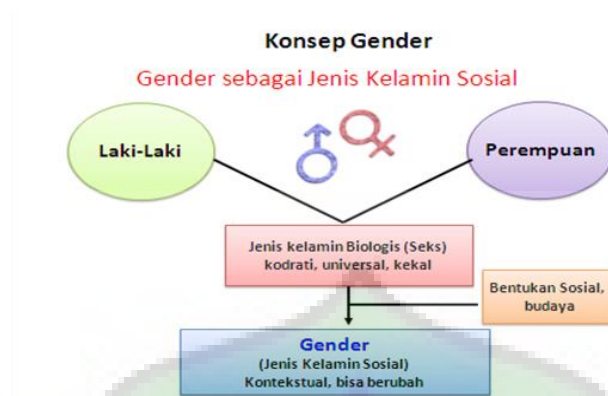 Konsep Gender
Gender sebagai Jenis Kelamin Sosial
Laki-Laki
Perempuan
Jenis kelamin Biologis (Seks)
kodrati, universal, kekal
Bentukan Sosial,
budaya
Gender
(Jenis Kelamin Sosial)
Kontekstual, bisa berubah